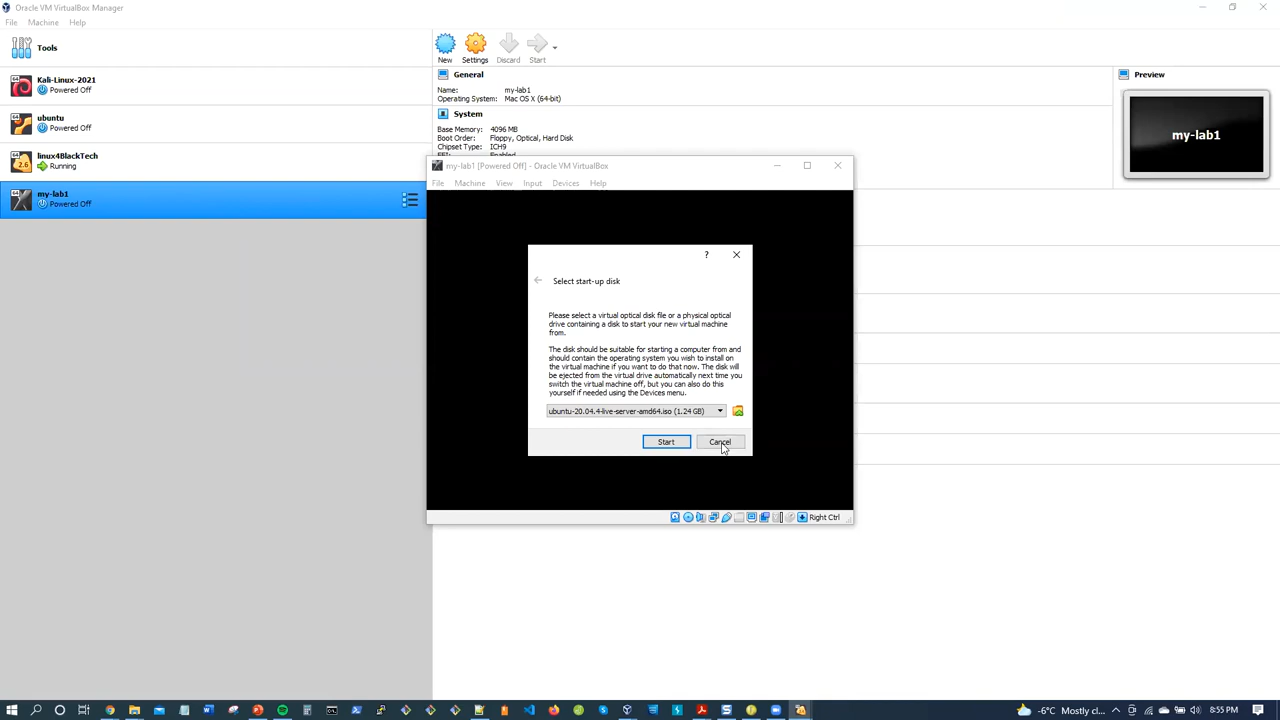 Oracle VM VirtualBox Manager
File Machine Help
Tools
Kali-Linux-2021
Powered Off
ubuntu
Powered Off
linux4BlackTech
Running
my-lab1
Powered Off
New Settings Discard Start
General
Name: my-lab1
Operating System: Mac OS X (64-bit)
System
Base Memory: 4096 MB
Boot Order: Floppy, Optical, Hard Disk
Chipset Type: ICH9
Preview
my-lab1
my-lab1 [Powered Off] - Oracle VM VirtualBox
File Machine View Input Devices Help
?
Select start-up disk
Please select a virtual optical disk file or a physical optical
drive containing a disk to start your new virtual machine
from.
The disk should be suitable for starting a computer from and
should contain the operating system you wish to install on
the virtual machine if you want to do that now. The disk will
be ejected from the virtual drive automatically next time you
switch the virtual machine off, but you can also do this
yourself if needed using the Devices menu.
ubuntu-20.04.4-live-server-amd64.iso (1.24 GB)
Start Cancel
Right Ctrl
-6°C Mostly cl... 8:55 PM